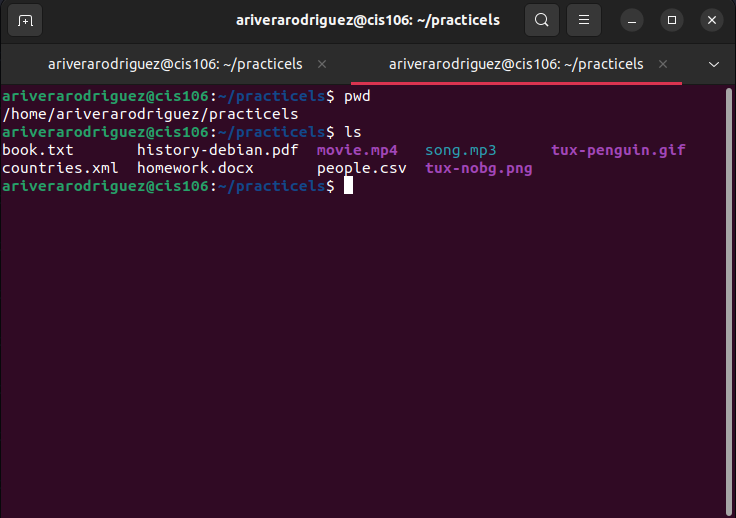 ariverarodriguez@cis106: ~/practicels
ariverarodriguez@cis106: ~/practicels ariverarodriguez@cis106: ~/practicels
ariverarodriguez@cis106:~/practicels$ pwd
/home/ariverarodriguez/practicels
ariverarodriguez@cis106:~/practicels$ ls
book.txt history-debian.pdf movie.mp4 song.mp3 tux-penguin.gif
countries.xml homework.docx people.csv tux-nobg.png
ariverarodriguez@cis106:~/practicels$